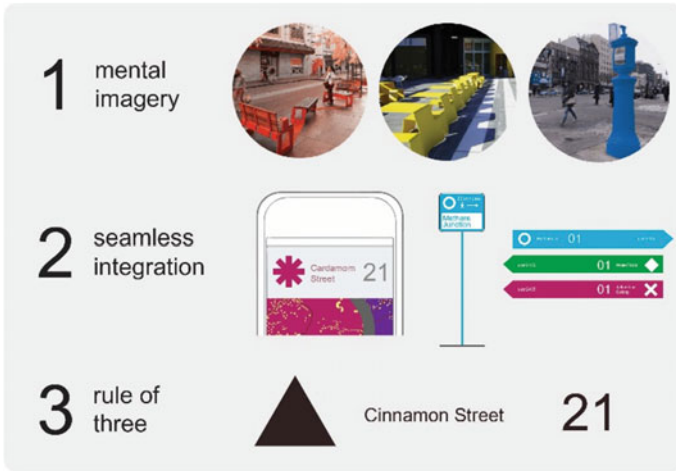 1
mental
imagery
2
seamless
integration
Cardamom
Street
21
Methane
Junction
01
01
01
3
rule of
three
Cinnamon Street
21